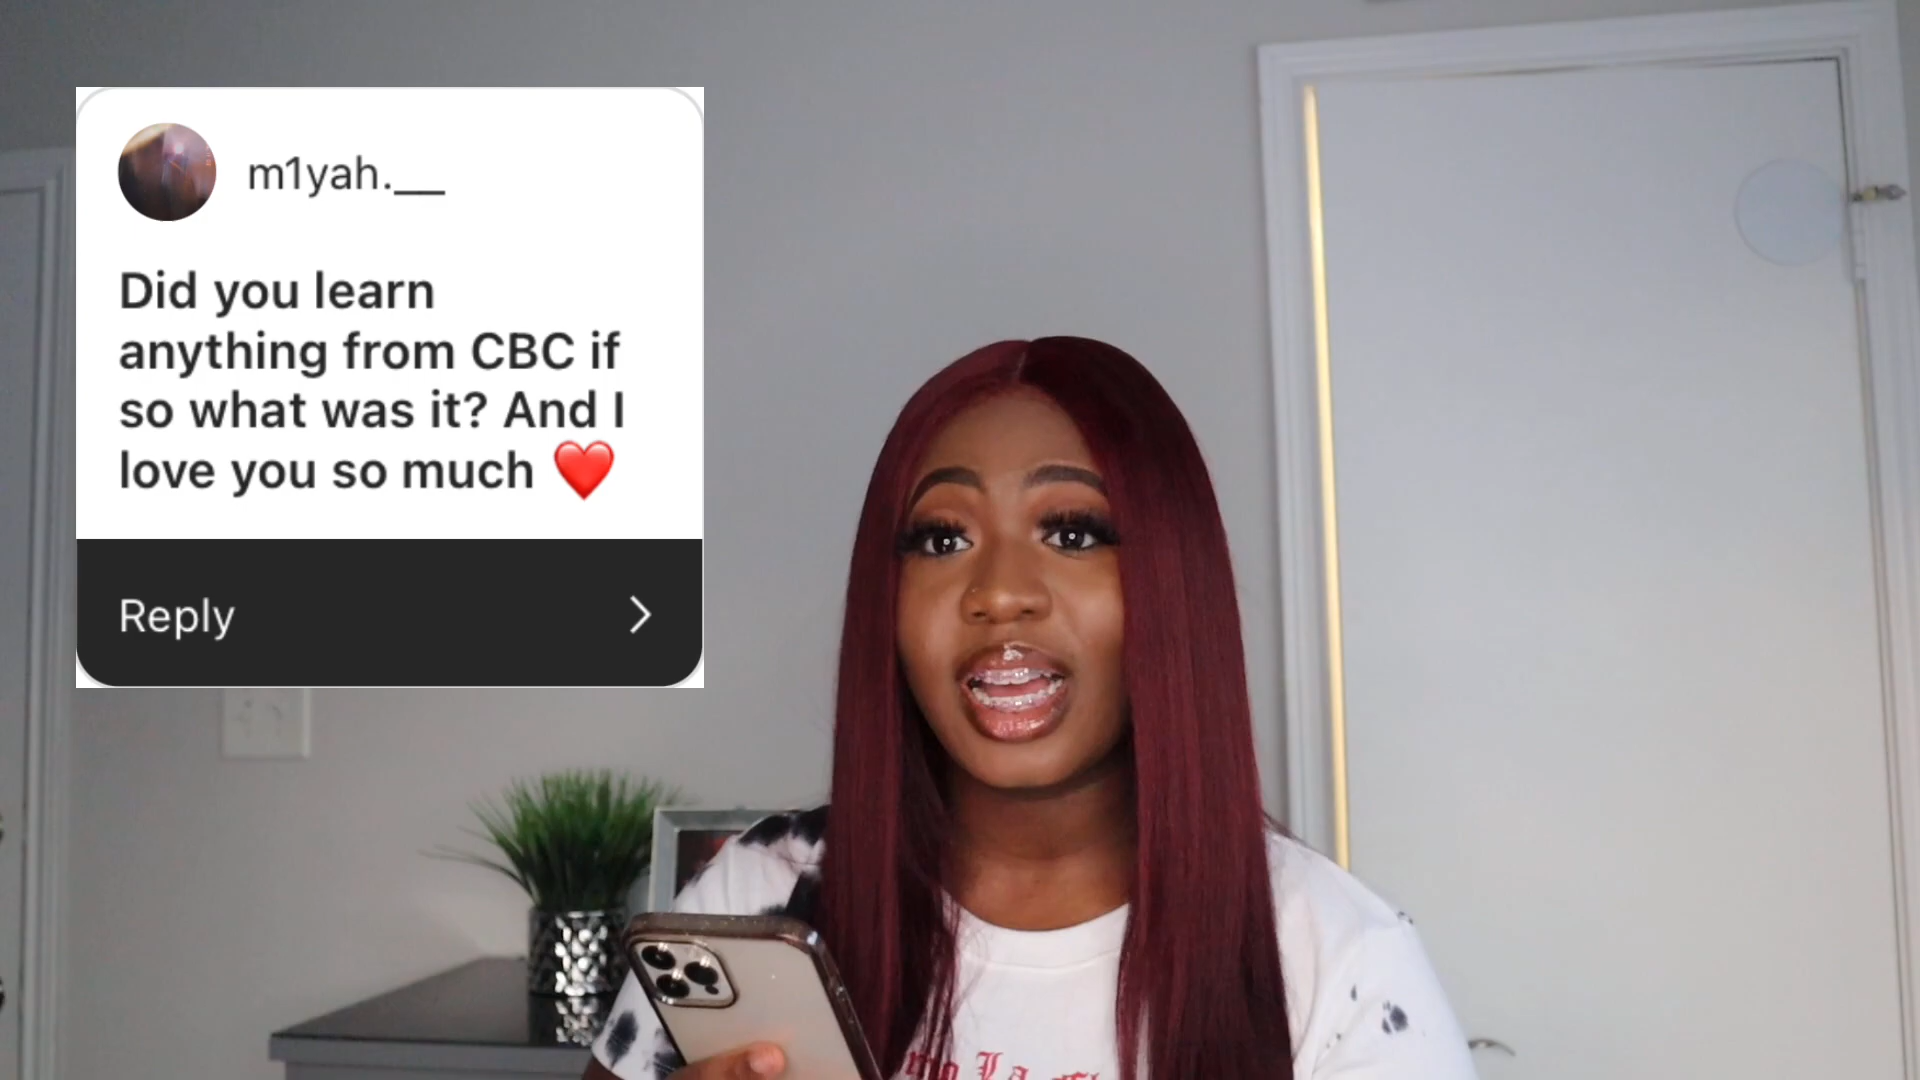 m1yah.__
Did you learn
anything from CBC if
so what was it? And I
love you so much ❤️
Reply
La